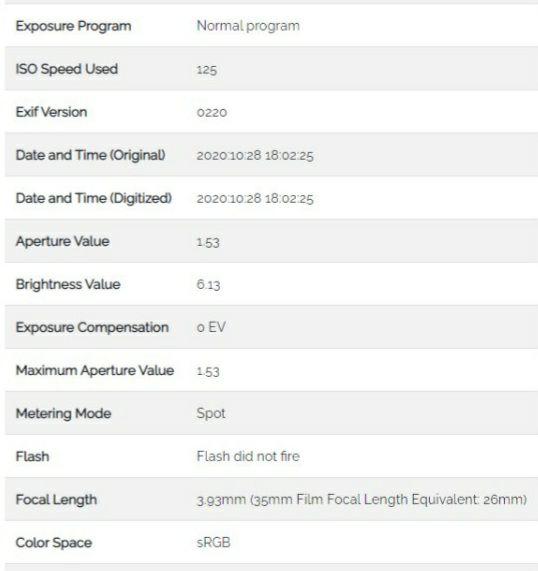 Exposure Program Normal program
ISO Speed Used 125
Exif Version 0220
Date and Time (Original) 2020:10:28 18:02:25
Date and Time (Digitized) 2020:10:28 18:02:25
Aperture Value 1.53
Brightness Value 6.13
Exposure Compensation 0 EV
Maximum Aperture Value 1.53
Metering Mode Spot
Flash Flash did not fire
Focal Length 3.93mm (35mm Film Focal Length Equivalent: 26mm)
Color Space sRGB